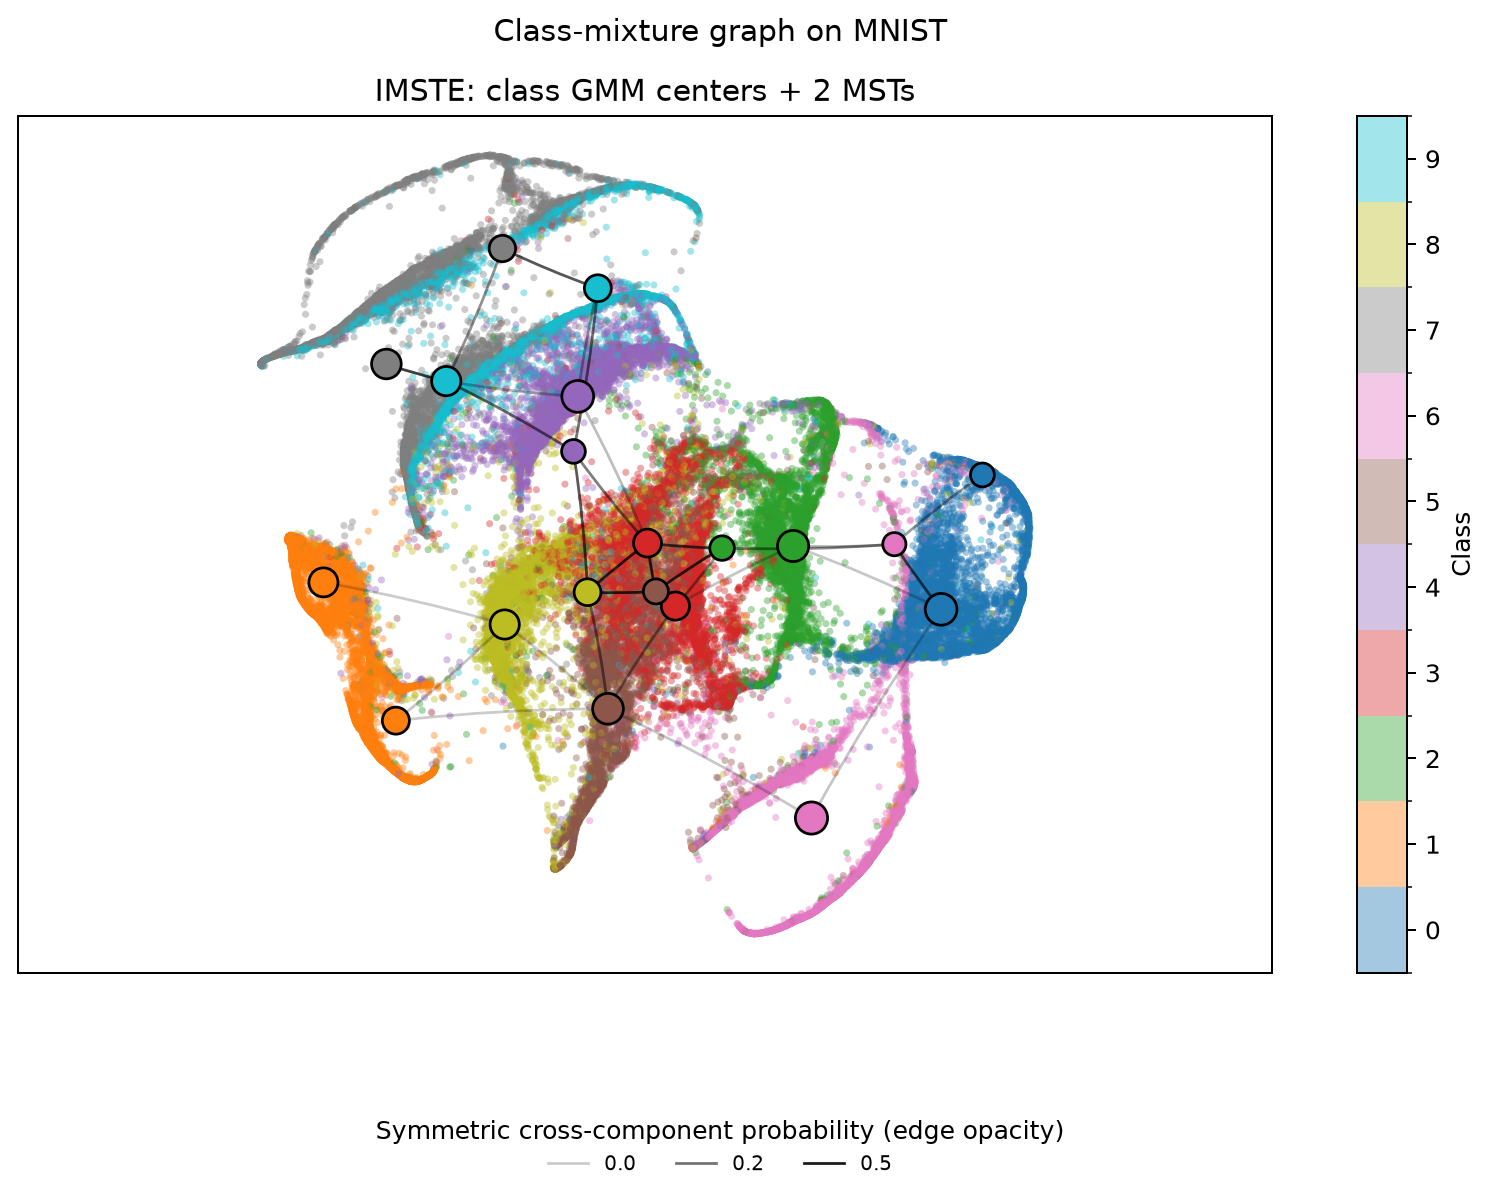 Class-mixture graph on MNIST
IMSTE: class GMM centers + 2 MSTs
9
8
7
6
5
4
3
2
1
0
Class
Symmetric cross-component probability (edge opacity)
0.0 0.2 0.5